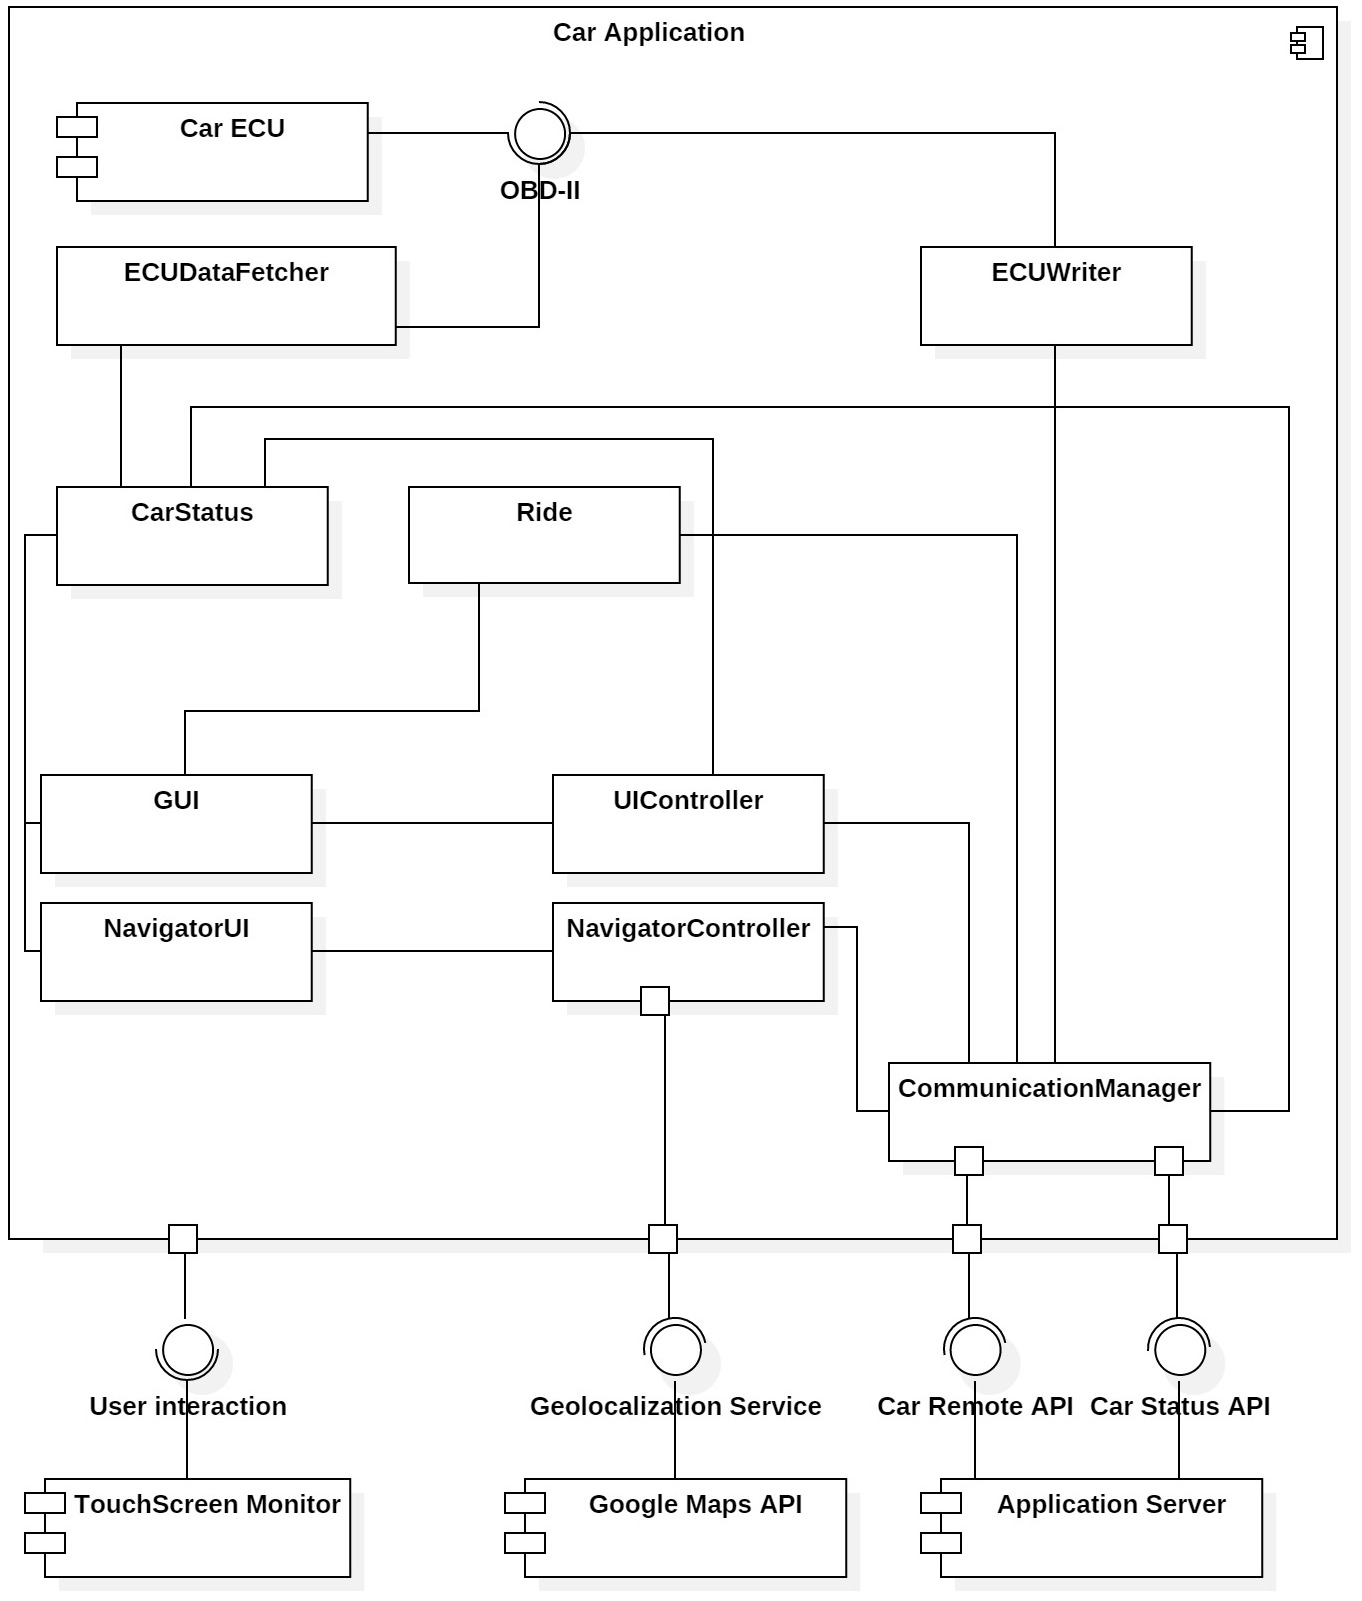 Car Application
Car ECU
OBD-II
ECUDataFetcher
ECUWriter
CarStatus
Ride
GUI
UIController
NavigatorUI
NavigatorController
CommunicationManager
User interaction
Geolocalization Service
Car Remote API
Car Status API
TouchScreen Monitor
Google Maps API
Application Server